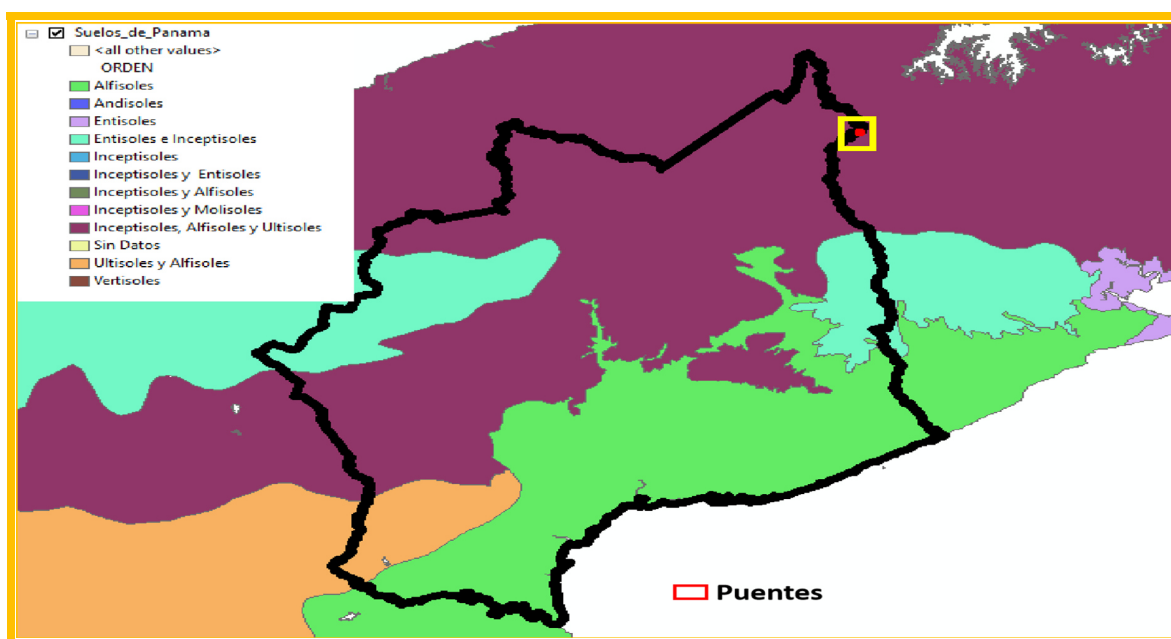 Suelos_de_Panama
<all other values>
ORDEN
Alfisoles
Andisoles
Entisoles
Entisoles e Inceptisoles
Inceptisoles
Inceptisoles y Entisoles
Inceptisoles y Alfisoles
Inceptisoles y Molisoles
Inceptisoles, Alfisoles y Ultisoles
Sin Datos
Ultisoles y Alfisoles
Vertisoles
Puentes